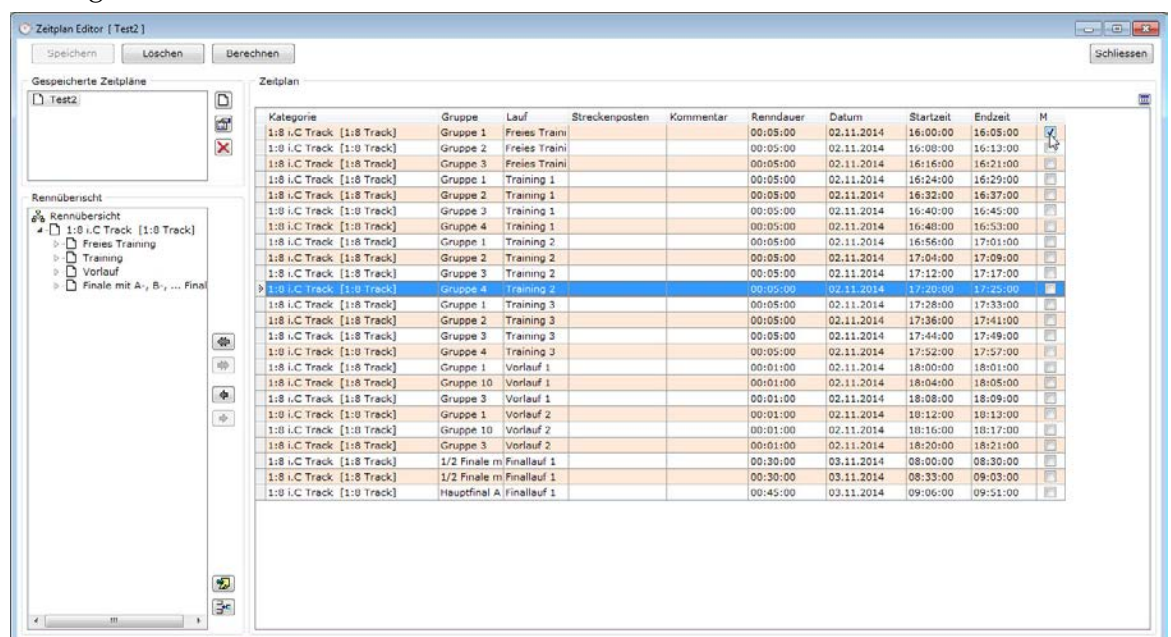 Zeitplan Editor [ Test2 ]
Speichern Löschen Berechnen Schliessen
Gespeicherte Zeitpläne
Test2
Rennübersicht
Rennübersicht
1:8 i.C Track [1:8 Track]
Freies Training
Training
Vorlauf
Finale mit A-, B-, ... Final
Zeitplan
Kategorie Gruppe Lauf Streckenposten Kommentar Renndauer Datum Startzeit Endzeit M
1:8 i.C Track [1:8 Track] Gruppe 1 Freies Traini 00:05:00 02.11.2014 16:00:00 16:05:00
1:8 i.C Track [1:8 Track] Gruppe 2 Freies Traini 00:05:00 02.11.2014 16:08:00 16:13:00
1:8 i.C Track [1:8 Track] Gruppe 3 Freies Traini 00:05:00 02.11.2014 16:16:00 16:21:00
1:8 i.C Track [1:8 Track] Gruppe 1 Training 1 00:05:00 02.11.2014 16:24:00 16:29:00
1:8 i.C Track [1:8 Track] Gruppe 2 Training 1 00:05:00 02.11.2014 16:32:00 16:37:00
1:8 i.C Track [1:8 Track] Gruppe 3 Training 1 00:05:00 02.11.2014 16:40:00 16:45:00
1:8 i.C Track [1:8 Track] Gruppe 4 Training 1 00:05:00 02.11.2014 16:48:00 16:53:00
1:8 i.C Track [1:8 Track] Gruppe 1 Training 2 00:05:00 02.11.2014 16:56:00 17:01:00
1:8 i.C Track [1:8 Track] Gruppe 2 Training 2 00:05:00 02.11.2014 17:04:00 17:09:00
1:8 i.C Track [1:8 Track] Gruppe 3 Training 2 00:05:00 02.11.2014 17:12:00 17:17:00
1:8 i.C Track [1:8 Track] Gruppe 4 Training 2 00:05:00 02.11.2014 17:20:00 17:25:00
1:8 i.C Track [1:8 Track] Gruppe 1 Training 3 00:05:00 02.11.2014 17:28:00 17:33:00
1:8 i.C Track [1:8 Track] Gruppe 2 Training 3 00:05:00 02.11.2014 17:36:00 17:41:00
1:8 i.C Track [1:8 Track] Gruppe 3 Training 3 00:05:00 02.11.2014 17:44:00 17:49:00
1:8 i.C Track [1:8 Track] Gruppe 4 Training 3 00:05:00 02.11.2014 17:52:00 17:57:00
1:8 i.C Track [1:8 Track] Gruppe 1 Vorlauf 1 00:01:00 02.11.2014 18:00:00 18:01:00
1:8 i.C Track [1:8 Track] Gruppe 10 Vorlauf 1 00:01:00 02.11.2014 18:04:00 18:05:00
1:8 i.C Track [1:8 Track] Gruppe 3 Vorlauf 1 00:01:00 02.11.2014 18:08:00 18:09:00
1:8 i.C Track [1:8 Track] Gruppe 1 Vorlauf 2 00:01:00 02.11.2014 18:12:00 18:13:00
1:8 i.C Track [1:8 Track] Gruppe 10 Vorlauf 2 00:01:00 02.11.2014 18:16:00 18:17:00
1:8 i.C Track [1:8 Track] Gruppe 3 Vorlauf 2 00:01:00 02.11.2014 18:20:00 18:21:00
1:8 i.C Track [1:8 Track] 1/2 Finale m Finallauf 1 00:30:00 03.11.2014 08:00:00 08:30:00
1:8 i.C Track [1:8 Track] 1/2 Finale m Finallauf 1 00:30:00 03.11.2014 08:33:00 09:03:00
1:8 i.C Track [1:8 Track] Hauptfinal A Finallauf 1 00:45:00 03.11.2014 09:06:00 09:51:00